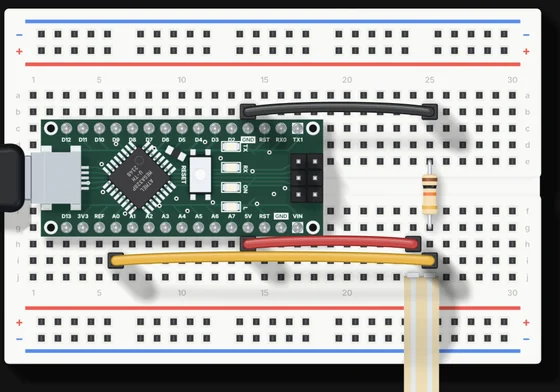 − −
+ +
1 5 10 15 20 25 30
a a
b b
c c
d d
e e
D12 D11 D10 D9 D8 D7 D6 D5 D4 D3 D2 GND RST RX0 TX1
TX
RX
ON
L
RESET
ATMEL
MEGA328P
D13 3V3 REF A0 A1 A2 A3 A4 A5 A6 A7 5V RST GND VIN
f f
g g
h h
i i
j j
1 5 10 15 20 25 30
+ +
− −